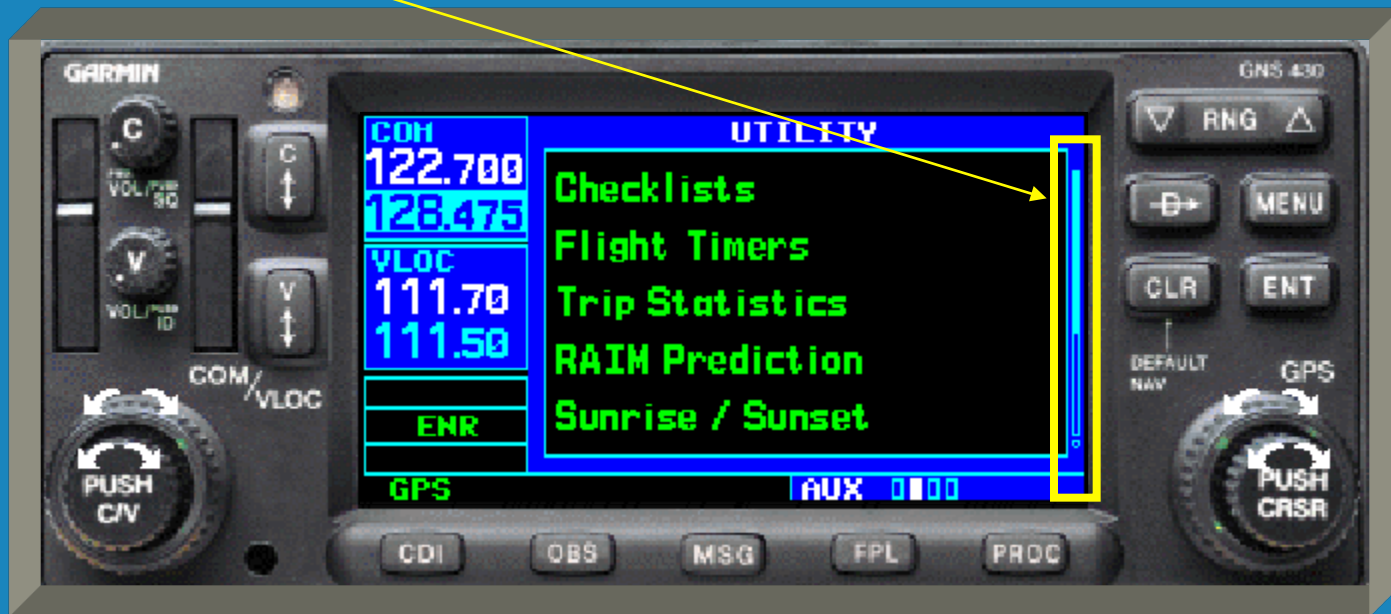 GARMIN
GNS 430
C
VOL/PUSH SQ
C
V
VOL/PUSH ID
V
COM/VLOC
PUSH C/V
COM
122.700
128.475
VLOC
111.70
111.50
ENR
GPS
UTILITY
Checklists
Flight Timers
Trip Statistics
RAIM Prediction
Sunrise / Sunset
AUX
RNG
D
MENU
CLR
ENT
DEFAULT NAV
GPS
PUSH CRSR
CDI
OBS
MSG
FPL
PROC